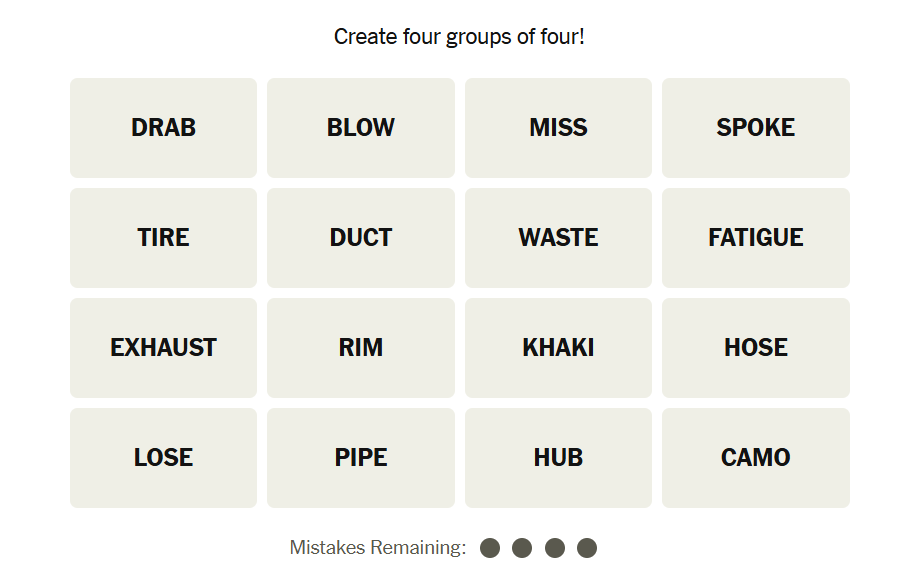 Create four groups of four!
DRAB BLOW MISS SPOKE
TIRE DUCT WASTE FATIGUE
EXHAUST RIM KHAKI HOSE
LOSE PIPE HUB CAMO
Mistakes Remaining: